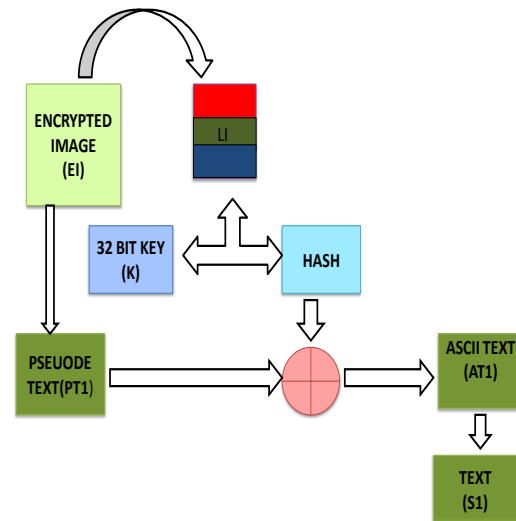 ENCRYPTED
IMAGE
(EI)
LI
32 BIT KEY
(K)
HASH
PSEUODE
TEXT(PT1)
ASCII TEXT
(AT1)
TEXT
(S1)